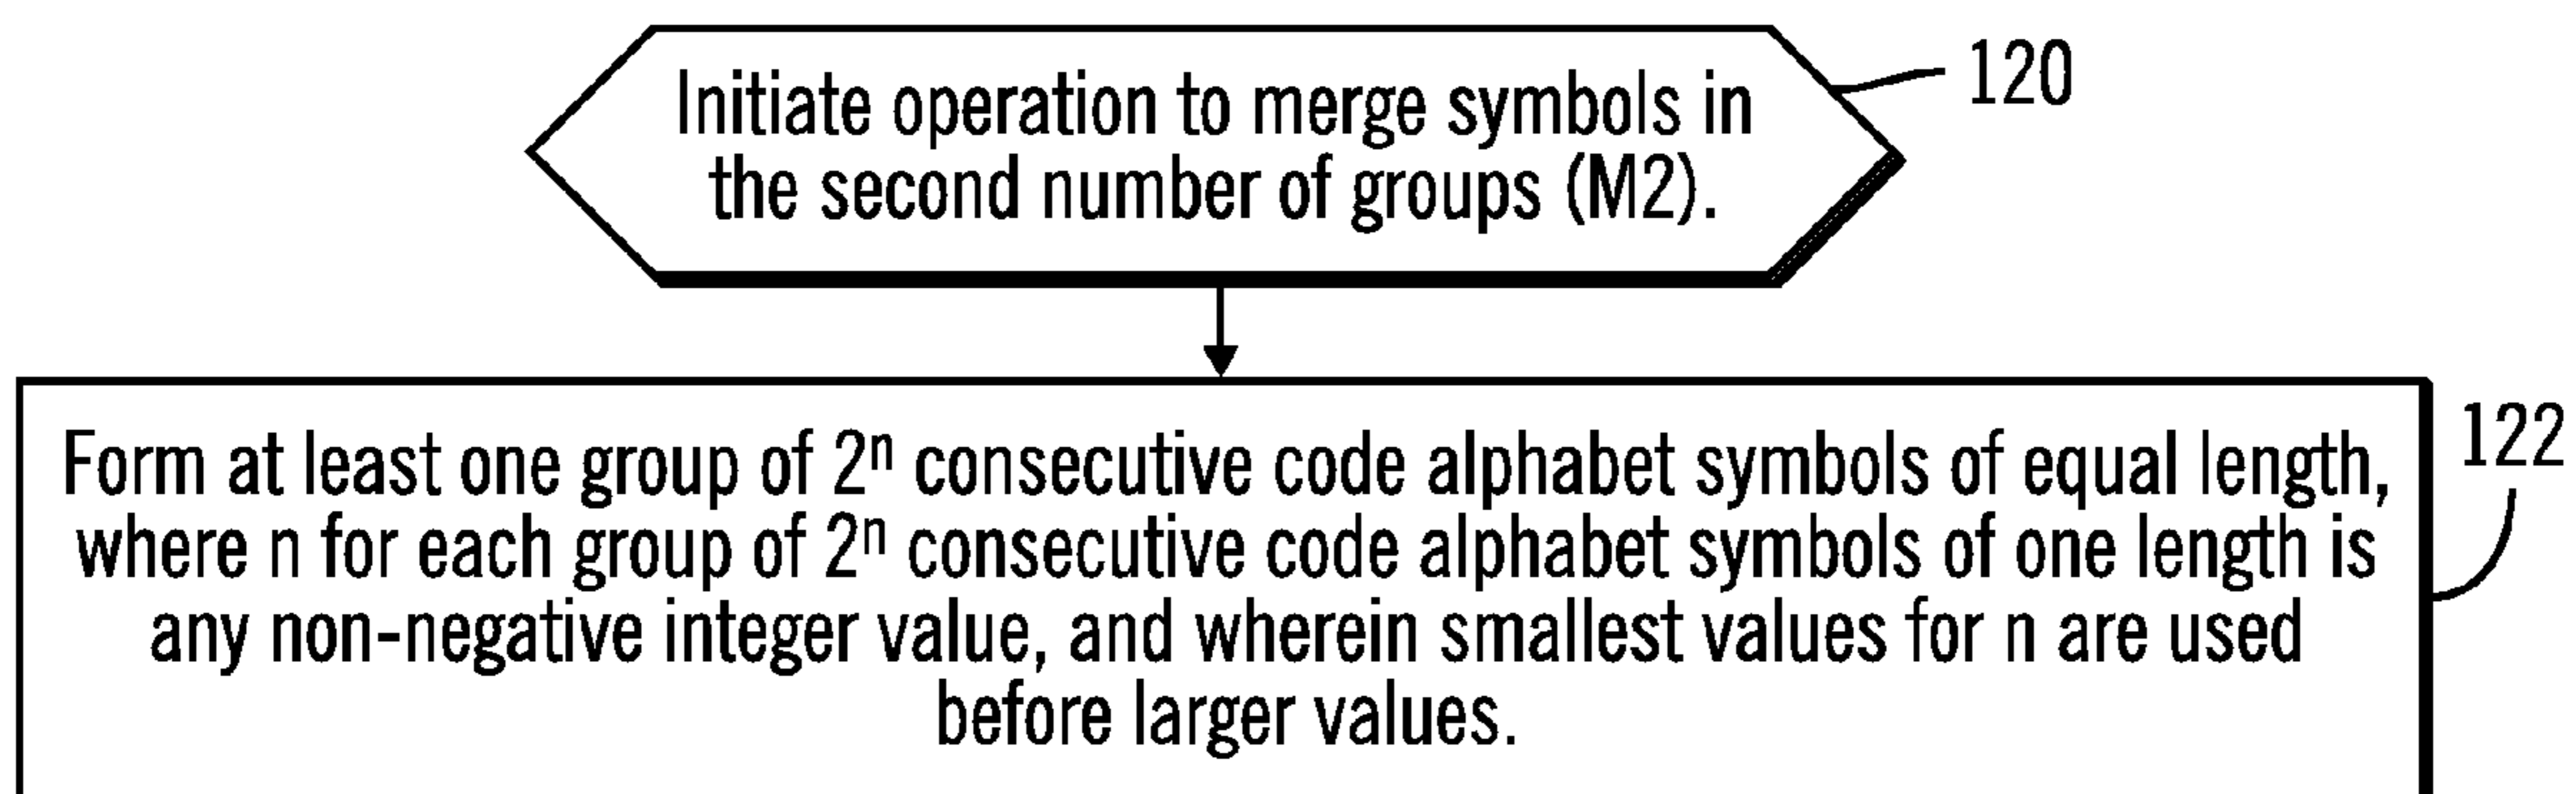 Initiate operation to merge symbols in
the second number of groups (M2).
120
Form at least one group of 2ⁿ consecutive code alphabet symbols of equal length,
where n for each group of 2ⁿ consecutive code alphabet symbols of one length is
any non-negative integer value, and wherein smallest values for n are used
before larger values.
122